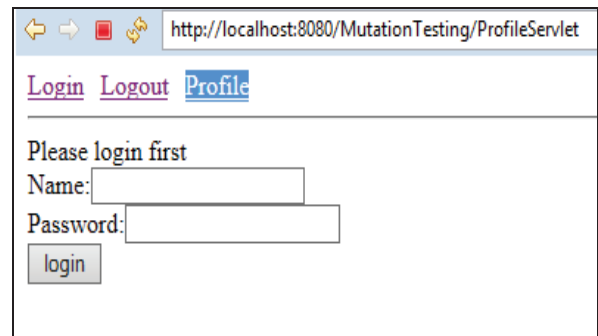 http://localhost:8080/MutationTesting/ProfileServlet
Login Logout Profile
Please login first
Name:
Password:
login